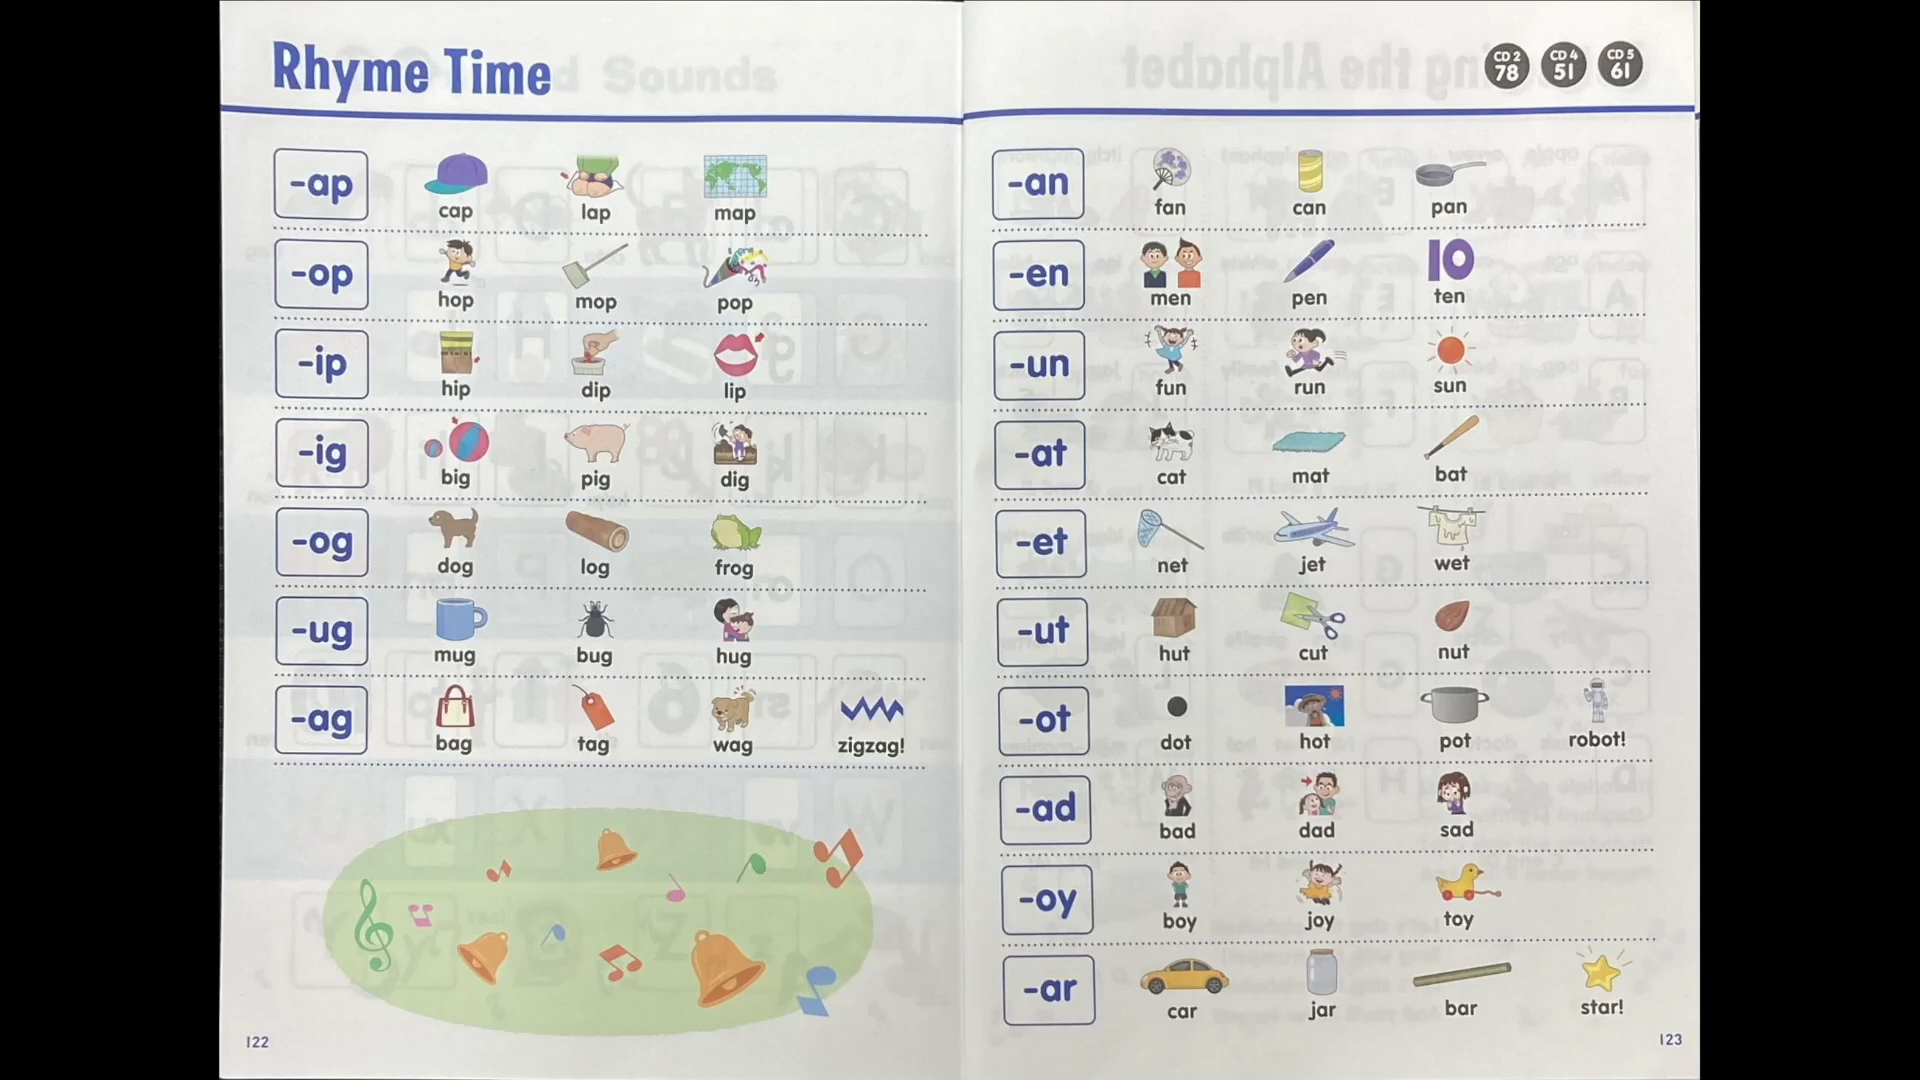 Rhyme Time
-ap cap lap map
-op hop mop pop
-ip hip dip lip
-ig big pig dig
-og dog log frog
-ug mug bug hug
-ag bag tag wag zigzag!
122
CD 2 78 CD 4 51 CD 5 61
-an fan can pan
-en men pen 10 ten
-un fun run sun
-at cat mat bat
-et net jet wet
-ut hut cut nut
-ot dot hot pot robot!
-ad bad dad sad
-oy boy joy toy
-ar car jar bar star!
123